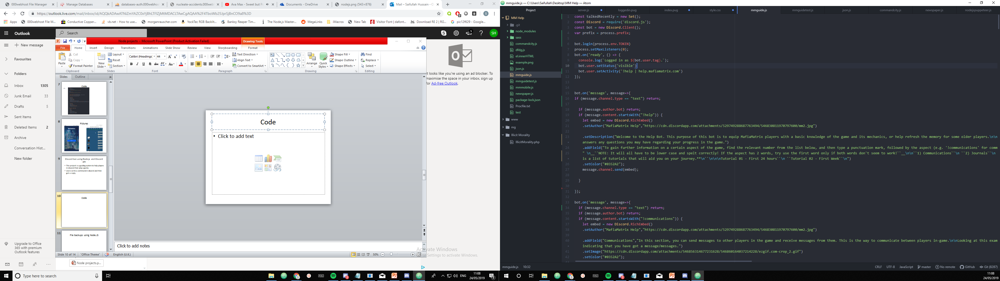 000webhost File Manager
Manage Databases
databases-auth.000webhos
nucleate-accidents.000webl
Ava Max - Sweet but P
Documents - OneDrive
nodejs.png (543×876)
Mail – Saifullah Hussain - O
https://outlook.live.com/mail/inbox/id/
Apps
000webhost File M...
Conductive Copper...
vb.net - How to use...
morganrauscher.com
YockTec RGB Backlit...
Banksy Reaper Tim...
The Node.js Master...
MegaLinks
iMacros
New Tab
Visitor Font | dafont...
Download RE 2 | RG...
pic12f629 - Google...
Outlook
Search
SH
New message
Favourites
Folders
Inbox 1305
Junk Email 33
Drafts 5
Sent Items
Deleted Items 2
Archive
Conversation Hist...
New folder
Upgrade to Office
365 with premium
Outlook features
Node projects - Microsoft PowerPoint (Product Activation Failed)
Drawing Tools
File Home Insert Design Transitions Animations Slide Show Review View Storyboarding Format
Paste
Cut
Copy
Format Painter
Clipboard
New
Slide
Layout
Reset
Section
Slides
Calibri (Headings) 44
Font
Text Direction
Align Text
Convert to SmartArt
Paragraph
Arrange
Quick
Styles
Shape Fill
Shape Outline
Shape Effects
Drawing
Find
Replace
Select
Editing
Slides Outline
7
Code
8
Pictures
9
Discord bot using Node.js and Discord
API
• This project is a guiding system to help players
in discord that play a game.
• Users write a command in discord and then
get a reply.
10
Code
11
File backups using Node.JS
Code
• Click to add text
Click to add notes
Slide 10 of 14 "Office Theme" English (U.K.) 50%
t looks like you're using an ad blocker. To
maximise the space in your inbox, sign up
for Ad-free Outlook.
Activate Windows
Settings to activate Windows.
Node projects.p...
Type here to search
ENG
11:08
24/05/2019
mmguide.js — C:\Users\Saifullah\Desktop\MM Help — Atom
Project
server.js loggedin.pug index.pug style.css mmguide.js mmguidetest.js json.js commandcity.js newspaper.js nodejspuppeteer.js
MM Help
.git
node_modules
sass
commandcity.js
dfdg.js
el.innerHTML
example.png
json.js
mmguide.js
mmguidetest.js
mmmobile.js
newspaper.js
package-lock.json
Procfile.txt
test
www
mg
Illicit Morality
IllicitMorality.php
1 const talkedRecently = new Set();
2 const Discord = require('discord.js');
3 const bot = new Discord.Client();
4 var prefix = process.prefix;
5
6 bot.login(process.env.TOKEN)
7 process.setMaxListeners(0);
8 bot.on('ready', () => {
9 console.log(`Logged in as ${bot.user.tag}.`);
10 bot.user.setStatus('visible')
11 bot.user.setActivity('!help | help.mafiamatrix.com')
12 });
13
14
15 bot.on('message', message=>{
16 if (message.channel.type == "text") return;
17
18 if (message.author.bot) return;
19 if (message.content.startsWith("!help")) {
20 let embed = new Discord.RichEmbed()
21 .setAuthor("MafiaMatrix Help","https://cdn.discordapp.com/attachments/529749288687763494/546830811970797600/mm2.jpg")
22
23 .setDescription("Welcome to the Help Bot. This purpose of this bot is to equip MafiaMatrix players with a basic knowledge of the game and its mechanics, or help refresh the memory for some older players.\n\n
answers any questions you may have regarding your progress in the game.")
24 .addField("To gain further information on a certain aspect of the game, find the relevant number from the list below, and then type a punctuation mark, followed by the aspect (e.g. '!communications' for comm
25 " \n__``NOTE: It will all have to be lower case and spelt correctly! If the aspect has 2 words, try use the first word only if both words don't seem to work!``__\n\n``1) Communications``\n ``2) Journals``\n
is a list of tutorials that will aid you on your journey.**\n``\n\n\nTutorial 01 - First 24 hours``\n ``Tutorial 02 - First Week``\n")
26 .setColor("#0352A2");
27 message.channel.send(embed);
28
29 }
30
31 });
32
33 bot.on('message', message=>{
34 if (message.channel.type == "text") return;
35 if (message.author.bot) return;
36 if (message.content.startsWith("!communications")) {
37 let embed = new Discord.RichEmbed()
38 .setAuthor("MafiaMatrix Help","https://cdn.discordapp.com/attachments/529749288687763494/546830811970797600/mm2.jpg")
39
40 .addField("Communications","In this section, you can send messages to other players in the game and receive messages from them. This is the way to communicate between players in-game.\n\nLooking at this exam
indicating that you have got a message/messages.")
41 .setImage("https://cdn.discordapp.com/attachments/546856314677231628/546860164037214228/ezgif.com-crop_2.gif")
42 .setColor("#0352A2");
mmguide.js 10:32
CRLF UTF-8 JavaScript master No remote GitHub Git (8287)
11:08
24/05/2019